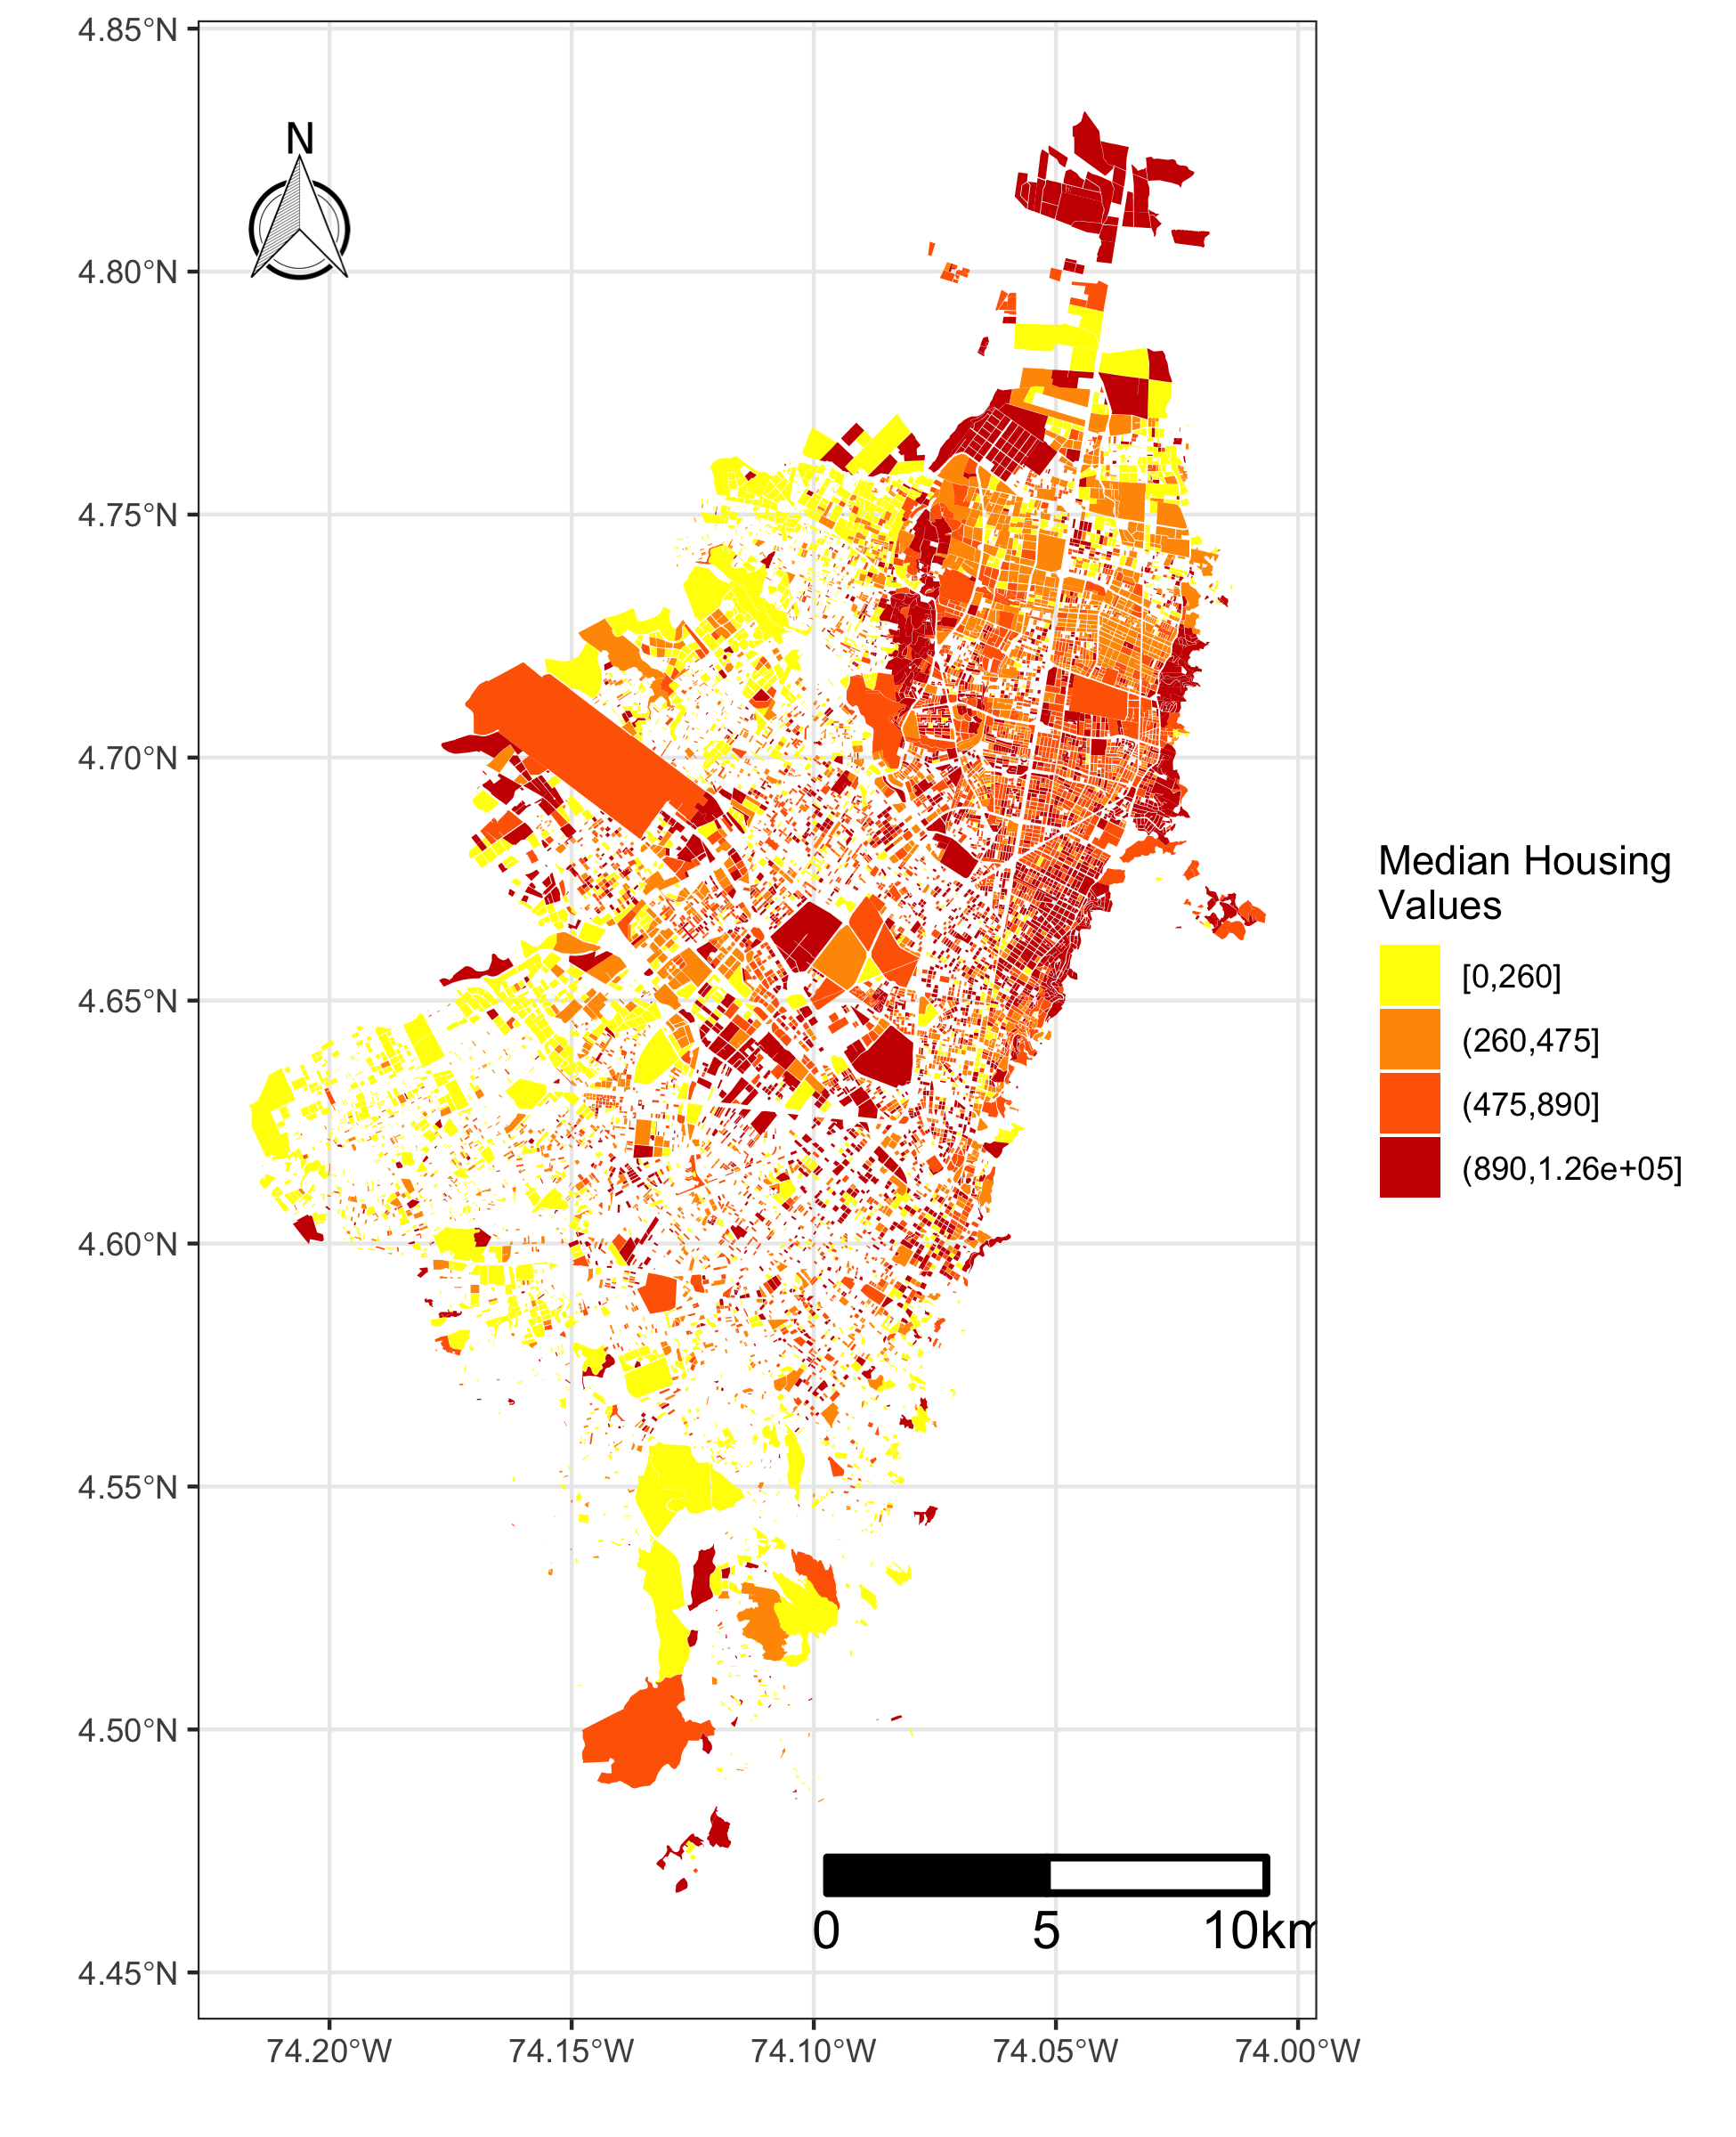 4.85°N
4.80°N
4.75°N
4.70°N
4.65°N
4.60°N
4.55°N
4.50°N
4.45°N
74.20°W
74.15°W
74.10°W
74.05°W
74.00°W
N
0
5
10km
Median Housing
Values
[0,260]
(260,475]
(475,890]
(890,1.26e+05]